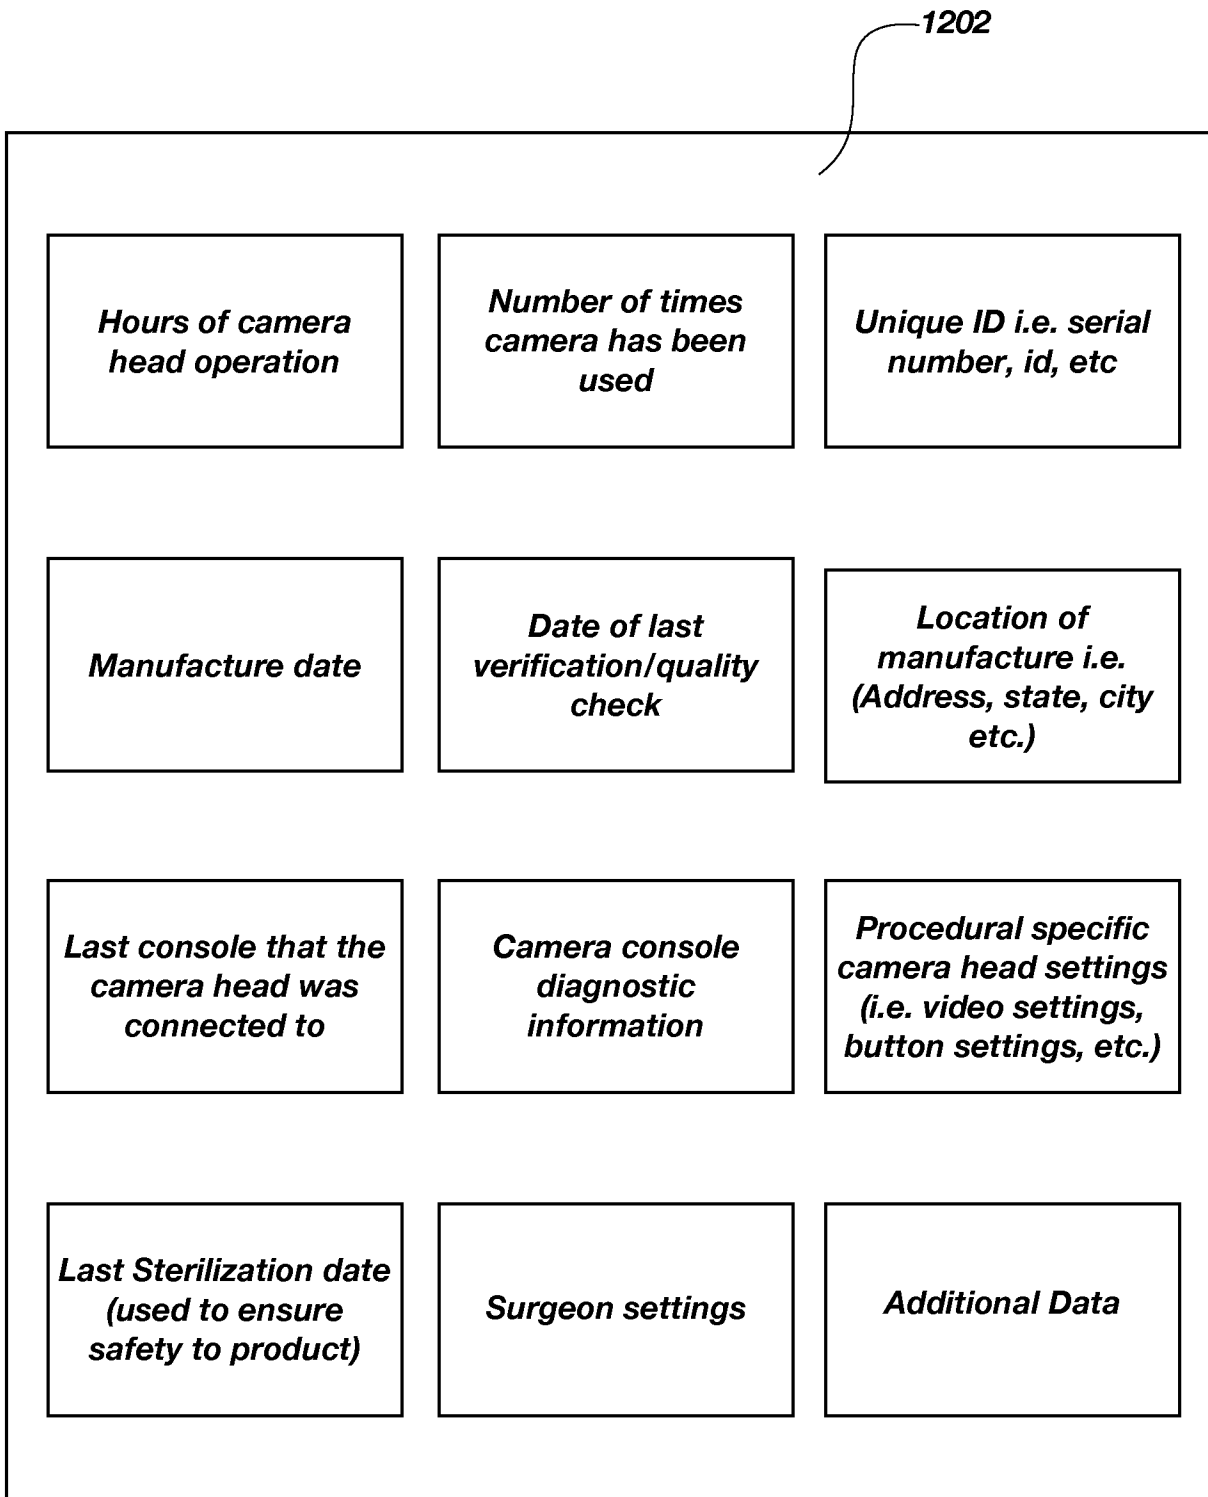 1202
Hours of camera
head operation
Number of times
camera has been
used
Unique ID i.e. serial
number, id, etc
Manufacture date
Date of last
verification/quality
check
Location of
manufacture i.e.
(Address, state, city
etc.)
Last console that the
camera head was
connected to
Camera console
diagnostic
information
Procedural specific
camera head settings
(i.e. video settings,
button settings, etc.)
Last Sterilization date
(used to ensure
safety to product)
Surgeon settings
Additional Data